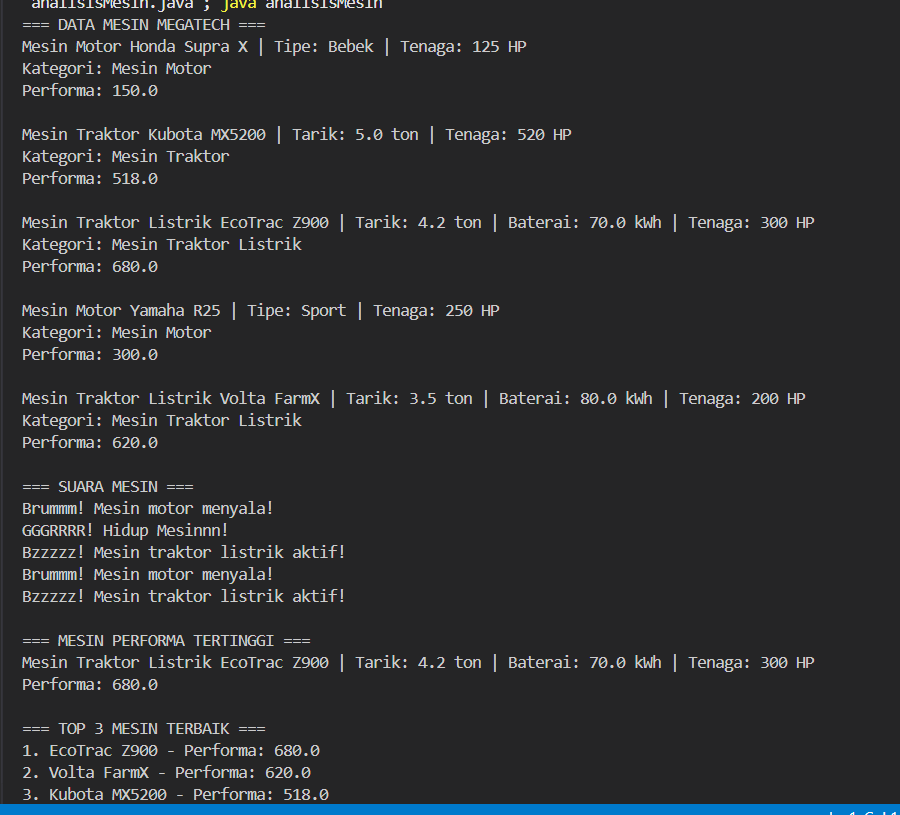 analisisMesin.java ; java analisisMesin
=== DATA MESIN MEGATECH ===
Mesin Motor Honda Supra X | Tipe: Bebek | Tenaga: 125 HP
Kategori: Mesin Motor
Performa: 150.0
Mesin Traktor Kubota MX5200 | Tarik: 5.0 ton | Tenaga: 520 HP
Kategori: Mesin Traktor
Performa: 518.0
Mesin Traktor Listrik EcoTrac Z900 | Tarik: 4.2 ton | Baterai: 70.0 kWh | Tenaga: 300 HP
Kategori: Mesin Traktor Listrik
Performa: 680.0
Mesin Motor Yamaha R25 | Tipe: Sport | Tenaga: 250 HP
Kategori: Mesin Motor
Performa: 300.0
Mesin Traktor Listrik Volta FarmX | Tarik: 3.5 ton | Baterai: 80.0 kWh | Tenaga: 200 HP
Kategori: Mesin Traktor Listrik
Performa: 620.0
=== SUARA MESIN ===
Brummm! Mesin motor menyala!
GGGRRRR! Hidup Mesinnn!
Bzzzzz! Mesin traktor listrik aktif!
Brummm! Mesin motor menyala!
Bzzzzz! Mesin traktor listrik aktif!
=== MESIN PERFORMA TERTINGGI ===
Mesin Traktor Listrik EcoTrac Z900 | Tarik: 4.2 ton | Baterai: 70.0 kWh | Tenaga: 300 HP
Performa: 680.0
=== TOP 3 MESIN TERBAIK ===
1. EcoTrac Z900 - Performa: 680.0
2. Volta FarmX - Performa: 620.0
3. Kubota MX5200 - Performa: 518.0